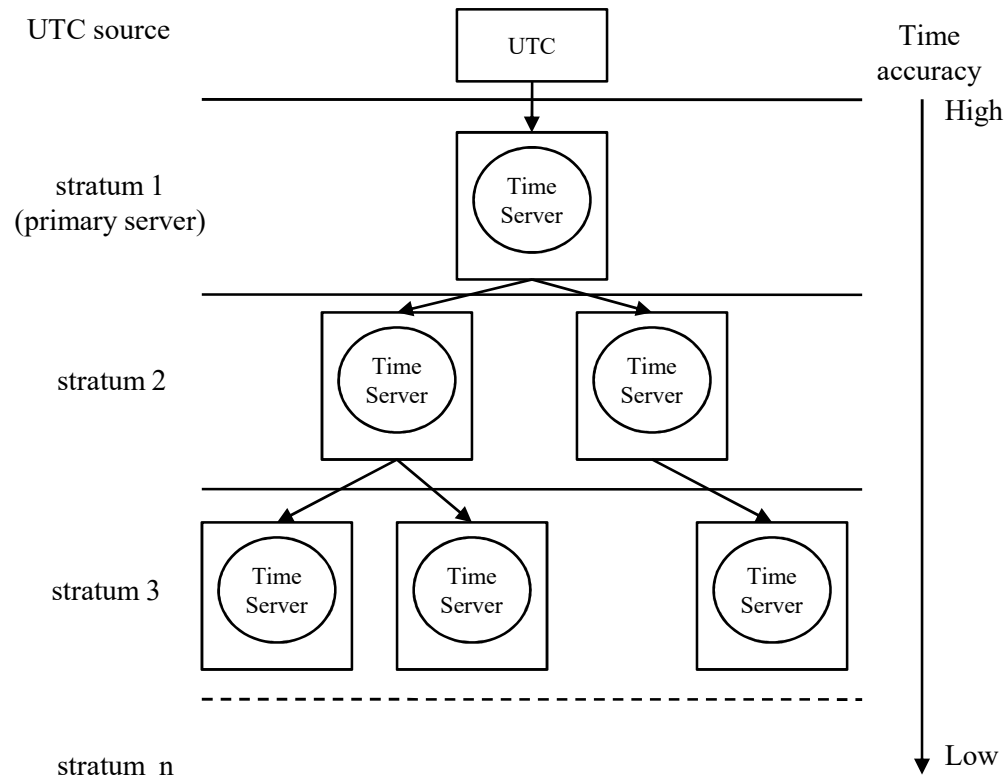 UTC source
UTC
Time
accuracy
High
stratum 1
(primary server)
Time
Server
stratum 2
Time
Server
Time
Server
stratum 3
Time
Server
Time
Server
Time
Server
stratum n
Low